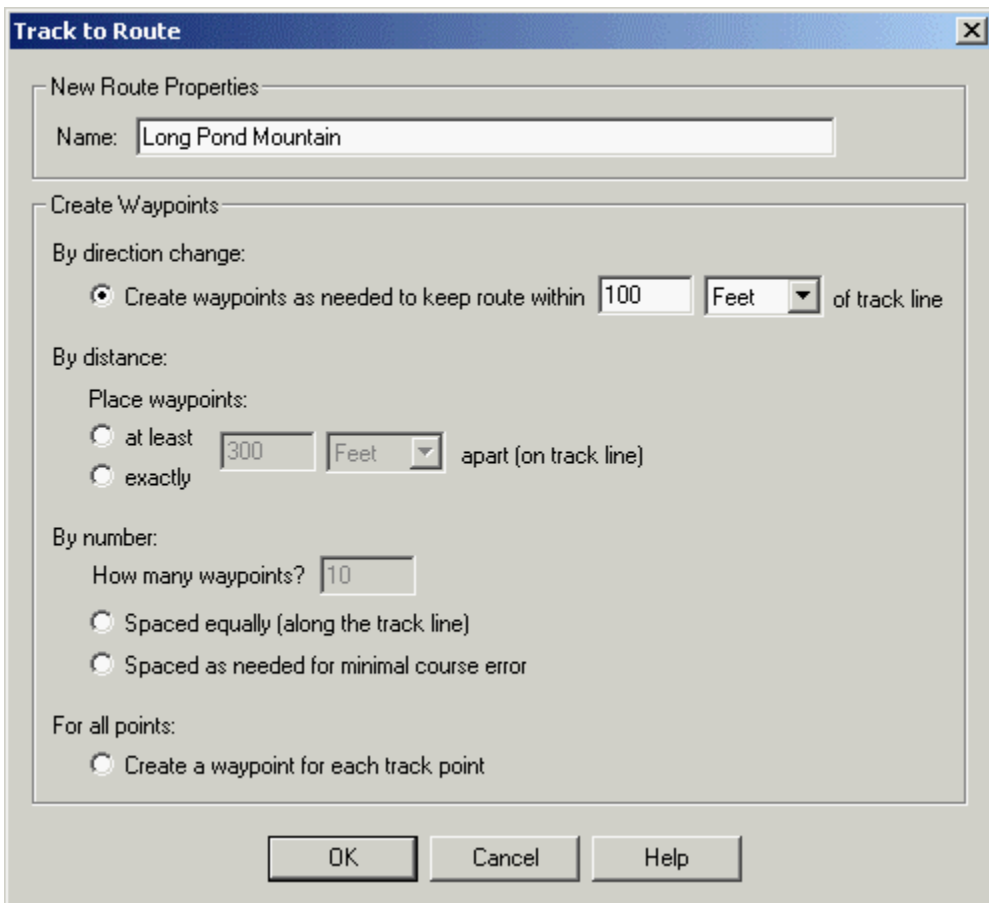 Track to Route
New Route Properties
Name: Long Pond Mountain
Create Waypoints
By direction change:
Create waypoints as needed to keep route within 100 Feet of track line
By distance:
Place waypoints:
at least
300 Feet apart (on track line)
exactly
By number:
How many waypoints? 10
Spaced equally (along the track line)
Spaced as needed for minimal course error
For all points:
Create a waypoint for each track point
OK Cancel Help